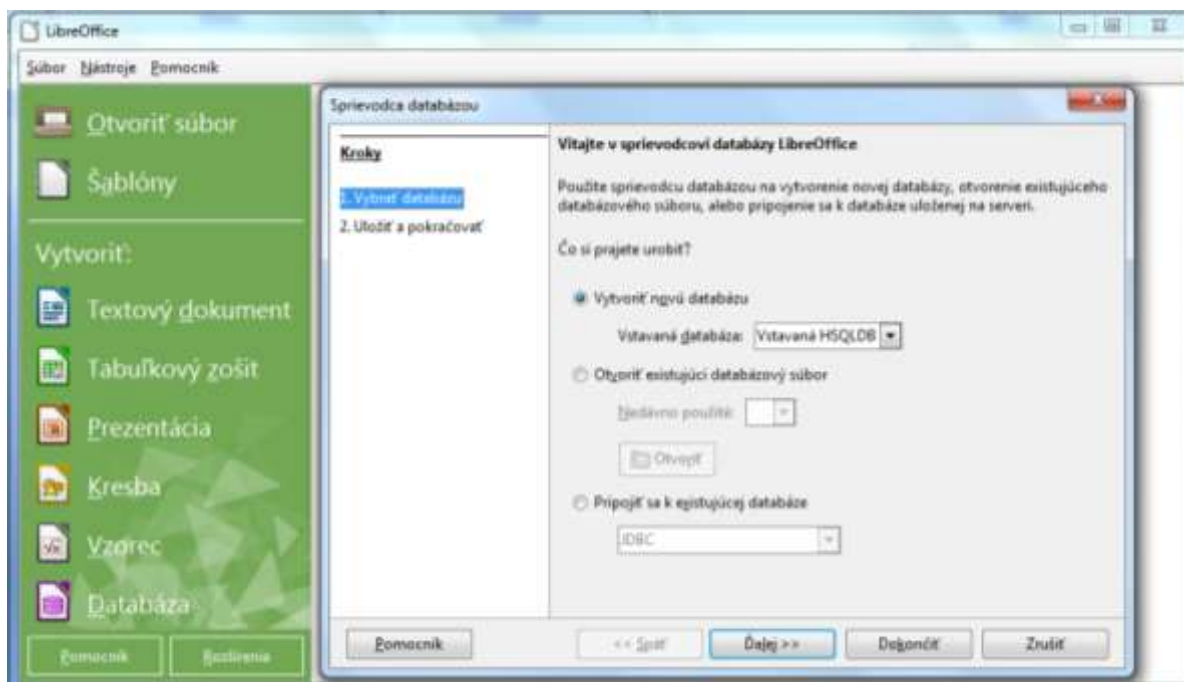 LibreOffice
Súbor Nástroje Pomocník
Otvoriť súbor
Šablóny
Vytvoriť:
Textový dokument
Tabuľkový zošit
Prezentácia
Kresba
Vzorec
Databáza
Pomocník Rozšírenia
Sprievodca databázou
Kroky
1. Vybrať databázu
2. Uložiť a pokračovať
Vitajte v sprievodcovi databázy LibreOffice
Použite sprievodcu databázou na vytvorenie novej databázy, otvorenie existujúceho
databázového súboru, alebo pripojenie sa k databáze uloženej na serveri.
Čo si prajete urobiť?
Vytvoriť novú databázu
Vstavaná databáza: Vstavaná HSQLDB
Otvoriť existujúci databázový súbor
Nedávno použité:
Otvoriť
Pripojiť sa k existujúcej databáze
JDBC
Pomocník << Späť Ďalej >> Dokončiť Zrušiť